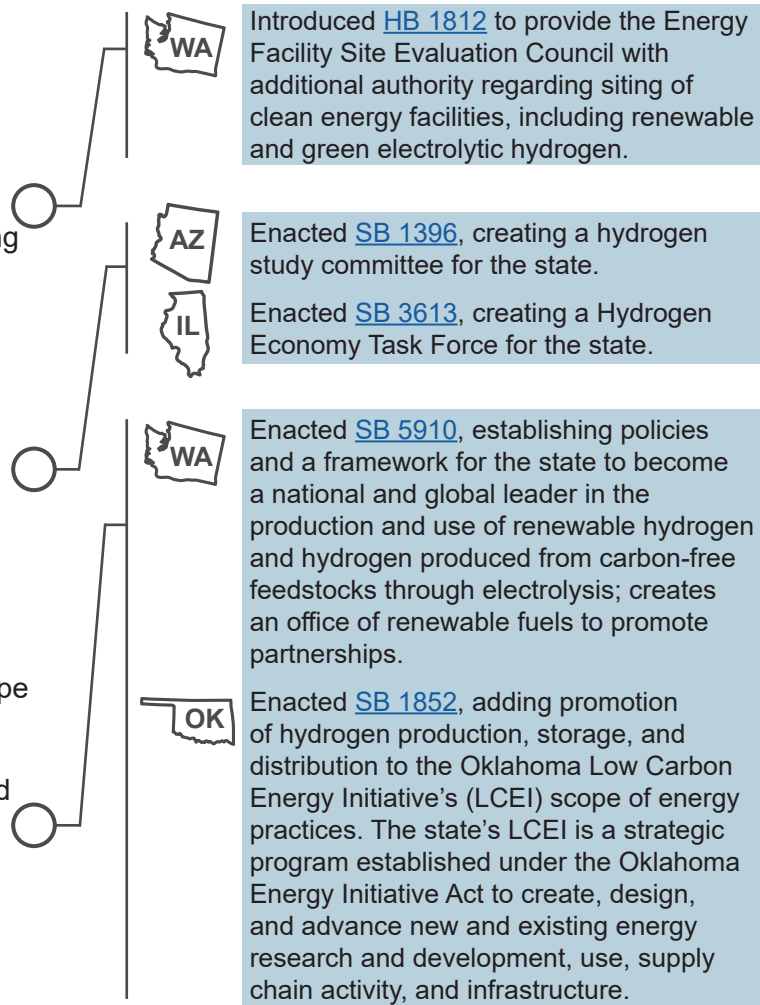 WA
Introduced HB 1812 to provide the Energy
Facility Site Evaluation Council with
additional authority regarding siting of
clean energy facilities, including renewable
and green electrolytic hydrogen.
AZ
Enacted SB 1396, creating a hydrogen
study committee for the state.
IL
Enacted SB 3613, creating a Hydrogen
Economy Task Force for the state.
WA
Enacted SB 5910, establishing policies
and a framework for the state to become
a national and global leader in the
production and use of renewable hydrogen
and hydrogen produced from carbon-free
feedstocks through electrolysis; creates
an office of renewable fuels to promote
partnerships.
OK
Enacted SB 1852, adding promotion
of hydrogen production, storage, and
distribution to the Oklahoma Low Carbon
Energy Initiative’s (LCEI) scope of energy
practices. The state’s LCEI is a strategic
program established under the Oklahoma
Energy Initiative Act to create, design,
and advance new and existing energy
research and development, use, supply
chain activity, and infrastructure.